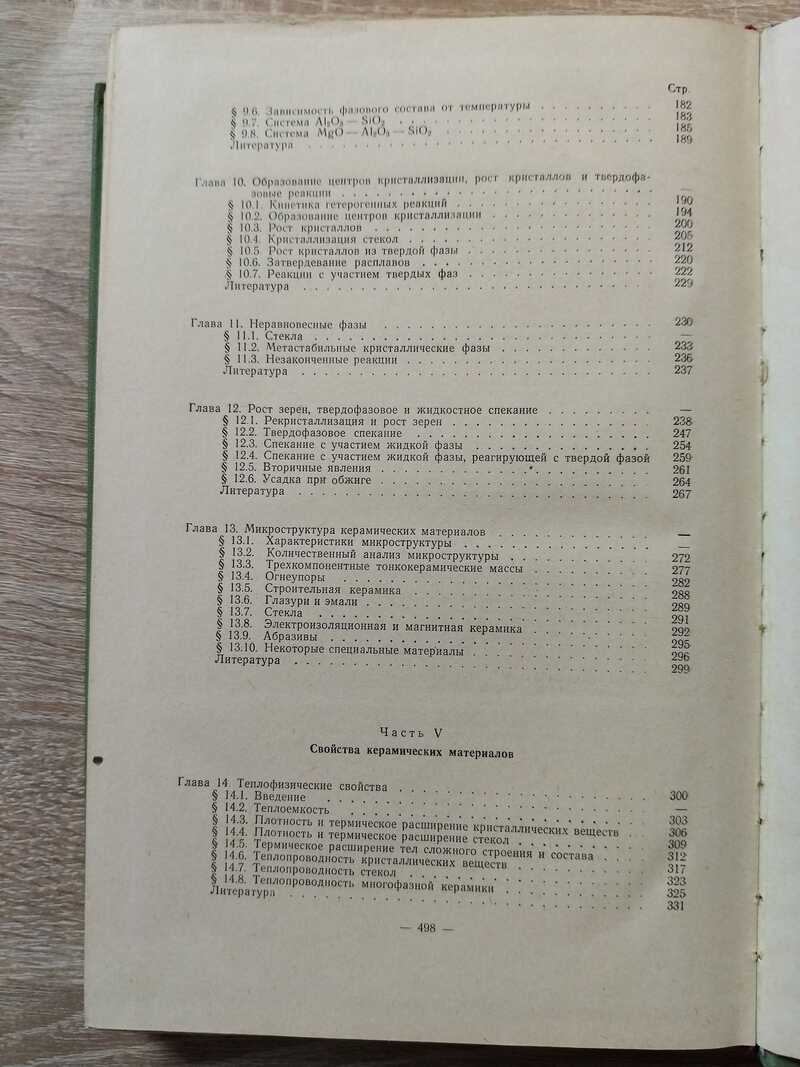 Стр.
§ 9.6. Зависимость фазового состава от температуры . . . . . . . . . 182
§ 9.7. Система Al₂O₃ — SiO₂ . . . . . . . . . 183
§ 9.8. Система MgO — Al₂O₃ — SiO₂ . . . . . . . . . 185
Литература . . . . . . . . . 189
Глава 10. Образование центров кристаллизации, рост кристаллов и твердофа-
зовые реакции . . . . . . . . . —
§ 10.1. Кинетика гетерогенных реакций . . . . . . . . . 190
§ 10.2. Образование центров кристаллизации . . . . . . . . . 194
§ 10.3. Рост кристаллов . . . . . . . . . 200
§ 10.4. Кристаллизация стекол . . . . . . . . . 205
§ 10.5. Рост кристаллов из твердой фазы . . . . . . . . . 212
§ 10.6. Затвердевание расплавов . . . . . . . . . 220
§ 10.7. Реакции с участием твердых фаз . . . . . . . . . 222
Литература . . . . . . . . . 229
Глава 11. Неравновесные фазы . . . . . . . . . 230
§ 11.1. Стекла . . . . . . . . . —
§ 11.2. Метастабильные кристаллические фазы . . . . . . . . . 233
§ 11.3. Незаконченные реакции . . . . . . . . . 236
Литература . . . . . . . . . 237
Глава 12. Рост зерен, твердофазовое и жидкостное спекание . . . . . . . . . —
§ 12.1. Рекристаллизация и рост зерен . . . . . . . . . 238
§ 12.2. Твердофазовое спекание . . . . . . . . . 247
§ 12.3. Спекание с участием жидкой фазы . . . . . . . . . 254
§ 12.4. Спекание с участием жидкой фазы, реагирующей с твердой фазой 259
§ 12.5. Вторичные явления . . . . . . . . . 261
§ 12.6. Усадка при обжиге . . . . . . . . . 264
Литература . . . . . . . . . 267
Глава 13. Микроструктура керамических материалов . . . . . . . . . —
§ 13.1. Характеристики микроструктуры . . . . . . . . . —
§ 13.2. Количественный анализ микроструктуры . . . . . . . . . 272
§ 13.3. Трехкомпонентные тонкокерамические массы . . . . . . . . . 277
§ 13.4. Огнеупоры . . . . . . . . . 282
§ 13.5. Строительная керамика . . . . . . . . . 288
§ 13.6. Глазури и эмали . . . . . . . . . 289
§ 13.7. Стекла . . . . . . . . . 291
§ 13.8. Электроизоляционная и магнитная керамика . . . . . . . . . 292
§ 13.9. Абразивы . . . . . . . . . 295
§ 13.10. Некоторые специальные материалы . . . . . . . . . 296
Литература . . . . . . . . . 299
Часть V
Свойства керамических материалов
Глава 14. Теплофизические свойства . . . . . . . . . 300
§ 14.1. Введение . . . . . . . . . —
§ 14.2. Теплоемкость . . . . . . . . . 303
§ 14.3. Плотность и термическое расширение кристаллических веществ . . 306
§ 14.4. Плотность и термическое расширение стекол . . . . . . . . . 309
§ 14.5. Термическое расширение тел сложного строения и состава . . . . 312
§ 14.6. Теплопроводность кристаллических веществ . . . . . . . . . 317
§ 14.7. Теплопроводность стекол . . . . . . . . . 323
§ 14.8. Теплопроводность многофазной керамики . . . . . . . . . 325
Литература . . . . . . . . . 331
— 498 —